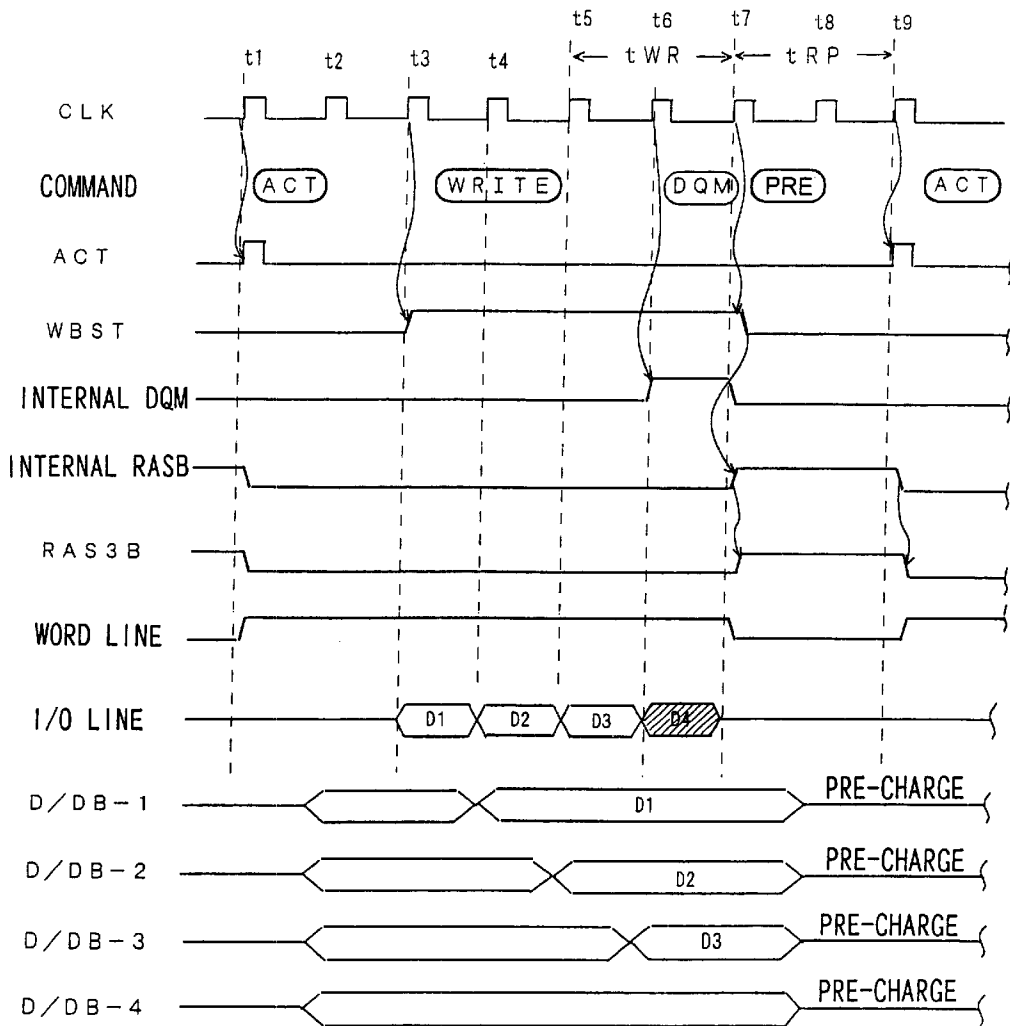 t1 t2 t3 t4 t5 t6 t7 t8 t9
tWR tRP
CLK
COMMAND ACT WRITE DQM PRE ACT
ACT
WBST
INTERNAL DQM
INTERNAL RASB
RAS3B
WORD LINE
I/O LINE D1 D2 D3 D4
D/DB-1 D1 PRE-CHARGE
D/DB-2 D2 PRE-CHARGE
D/DB-3 D3 PRE-CHARGE
D/DB-4 PRE-CHARGE